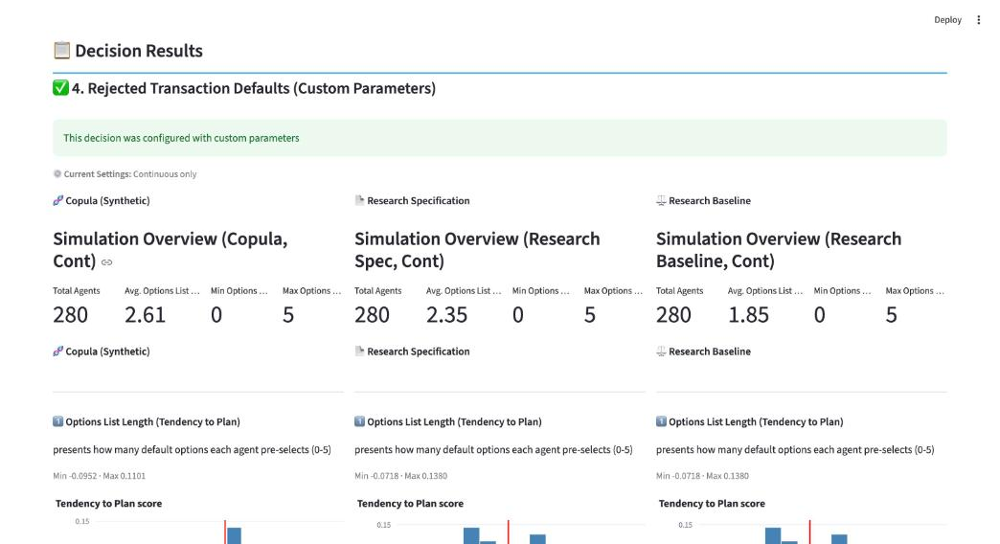 Deploy
Decision Results
4. Rejected Transaction Defaults (Custom Parameters)
This decision was configured with custom parameters
Current Settings: Continuous only
Copula (Synthetic)
Research Specification
Research Baseline
Simulation Overview (Copula, Cont)
Simulation Overview (Research Spec, Cont)
Simulation Overview (Research Baseline, Cont)
Total Agents Avg. Options List … Min Options … Max Options …
280 2.61 0 5
Total Agents Avg. Options List … Min Options … Max Options …
280 2.35 0 5
Total Agents Avg. Options List … Min Options … Max Options …
280 1.85 0 5
Copula (Synthetic)
Research Specification
Research Baseline
1 Options List Length (Tendency to Plan)
presents how many default options each agent pre-selects (0-5)
Min -0.0952 · Max 0.1101
Tendency to Plan score
0.15
1 Options List Length (Tendency to Plan)
presents how many default options each agent pre-selects (0-5)
Min -0.0718 · Max 0.1380
Tendency to Plan score
0.15
1 Options List Length (Tendency to Plan)
presents how many default options each agent pre-selects (0-5)
Min -0.0718 · Max 0.1380
Tendency to Plan score
0.15